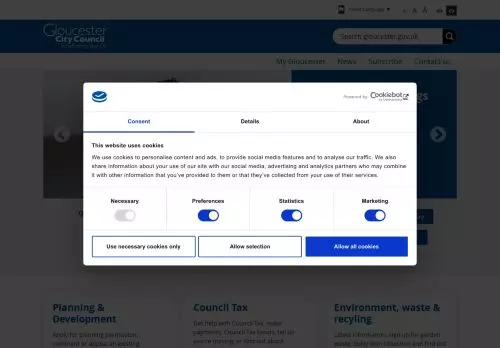 Select Language
A A A
Gloucester
City Council
Search gloucester.gov.uk
My Gloucester News Subscribe Contact us
Powered by Cookiebot
Consent Details About
This website uses cookies
We use cookies to personalise content and ads, to provide social media features and to analyse our traffic. We also
share information about your use of our site with our social media, advertising and analytics partners who may combine
it with other information that you've provided to them or that they've collected from your use of their services.
Necessary Preferences Statistics Marketing
Use necessary cookies only Allow selection Allow all cookies
Planning &
Development
Apply for planning permission,
comment or appeal an existing
Council Tax
Get help with Council Tax, make
payments, Council Tax bands, tell us
you're moving or find out about
Environment, waste &
recyling